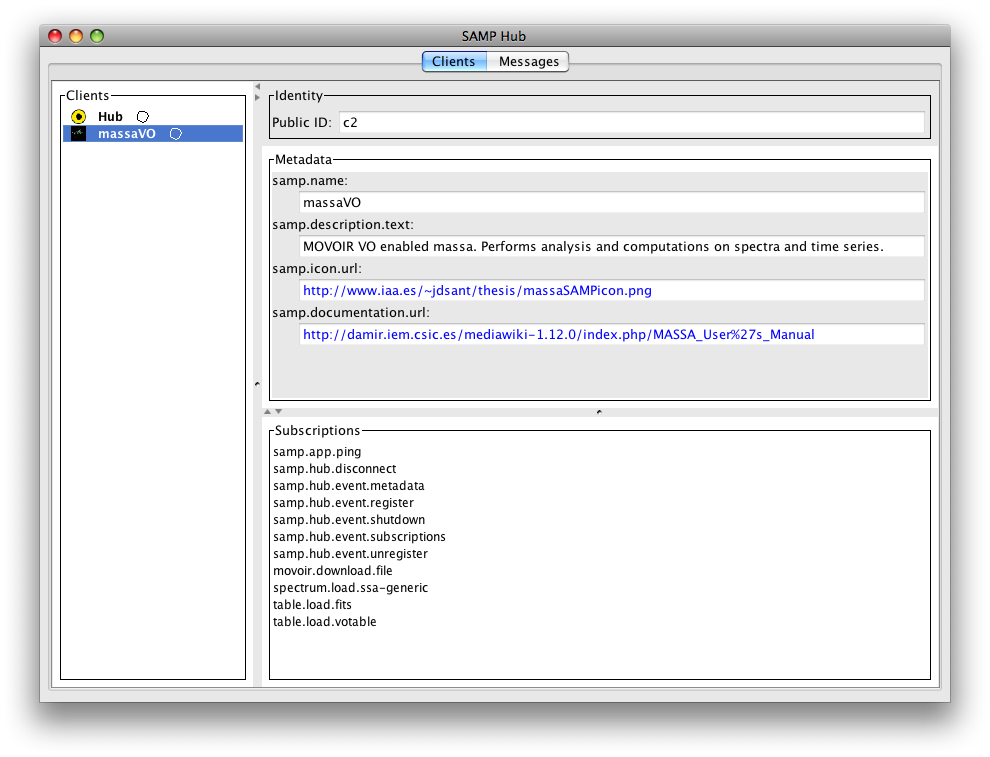 SAMP Hub
Clients Messages
Clients
Hub
massaVO
Identity
Public ID: c2
Metadata
samp.name:
massaVO
samp.description.text:
MOVOIR VO enabled massa. Performs analysis and computations on spectra and time series.
samp.icon.url:
http://www.iaa.es/~jdsant/thesis/massaSAMPicon.png
samp.documentation.url:
http://damir.iem.csic.es/mediawiki-1.12.0/index.php/MASSA_User%27s_Manual
Subscriptions
samp.app.ping
samp.hub.disconnect
samp.hub.event.metadata
samp.hub.event.register
samp.hub.event.shutdown
samp.hub.event.subscriptions
samp.hub.event.unregister
movoir.download.file
spectrum.load.ssa-generic
table.load.fits
table.load.votable